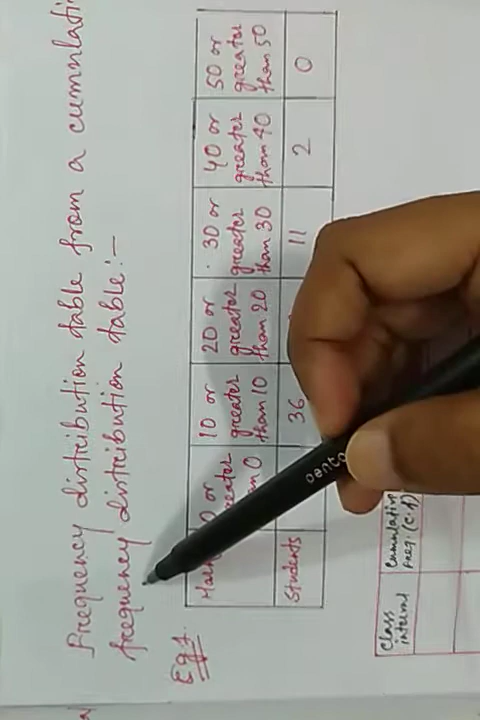 Frequency distribution table from a cumulati
frequency distribution table:-
Eg 1.
10 or greater than 10
20 or greater than 20
30 or greater than 30
40 or greater than 40
50 or greater than 50
Students 36 11 2 0
Class interval
Cumulative freq. (c.f)
pento